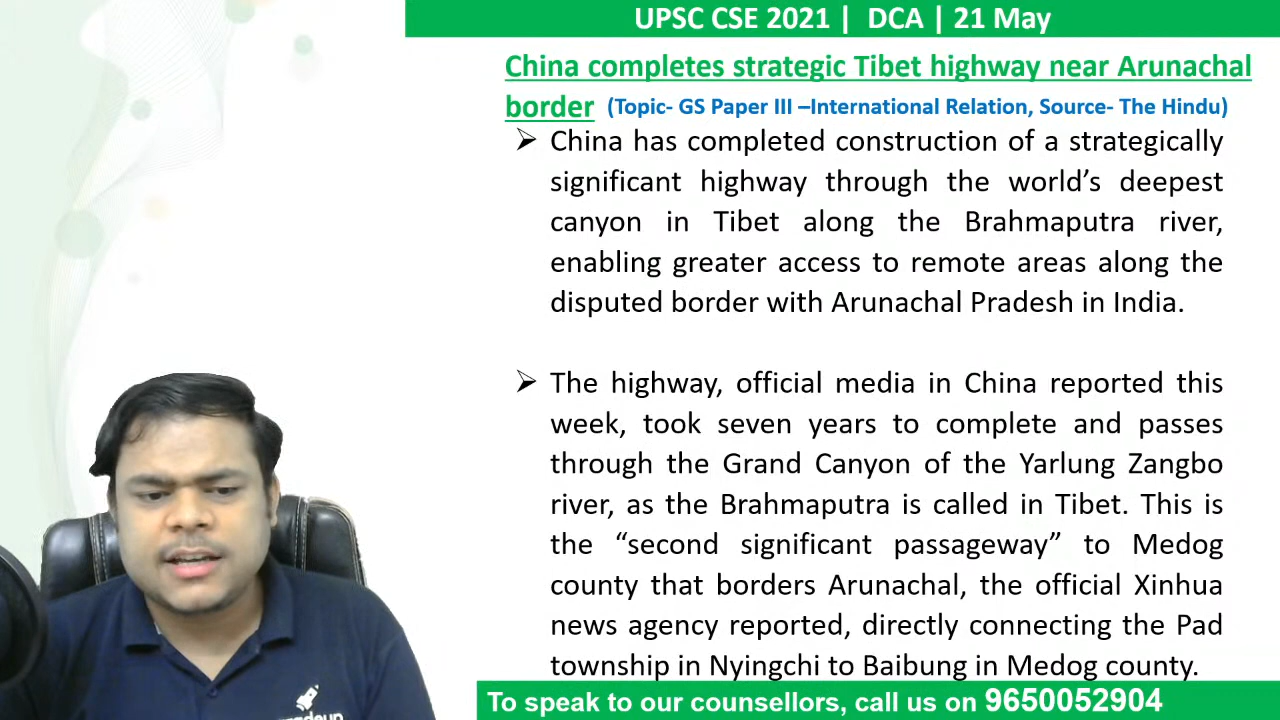 UPSC CSE 2021 | DCA | 21 May
China completes strategic Tibet highway near Arunachal
border (Topic- GS Paper III –International Relation, Source- The Hindu)
➢ China has completed construction of a strategically
significant highway through the world’s deepest
canyon in Tibet along the Brahmaputra river,
enabling greater access to remote areas along the
disputed border with Arunachal Pradesh in India.
➢ The highway, official media in China reported this
week, took seven years to complete and passes
through the Grand Canyon of the Yarlung Zangbo
river, as the Brahmaputra is called in Tibet. This is
the “second significant passageway” to Medog
county that borders Arunachal, the official Xinhua
news agency reported, directly connecting the Pad
township in Nyingchi to Baibung in Medog county.
To speak to our counsellors, call us on 9650052904